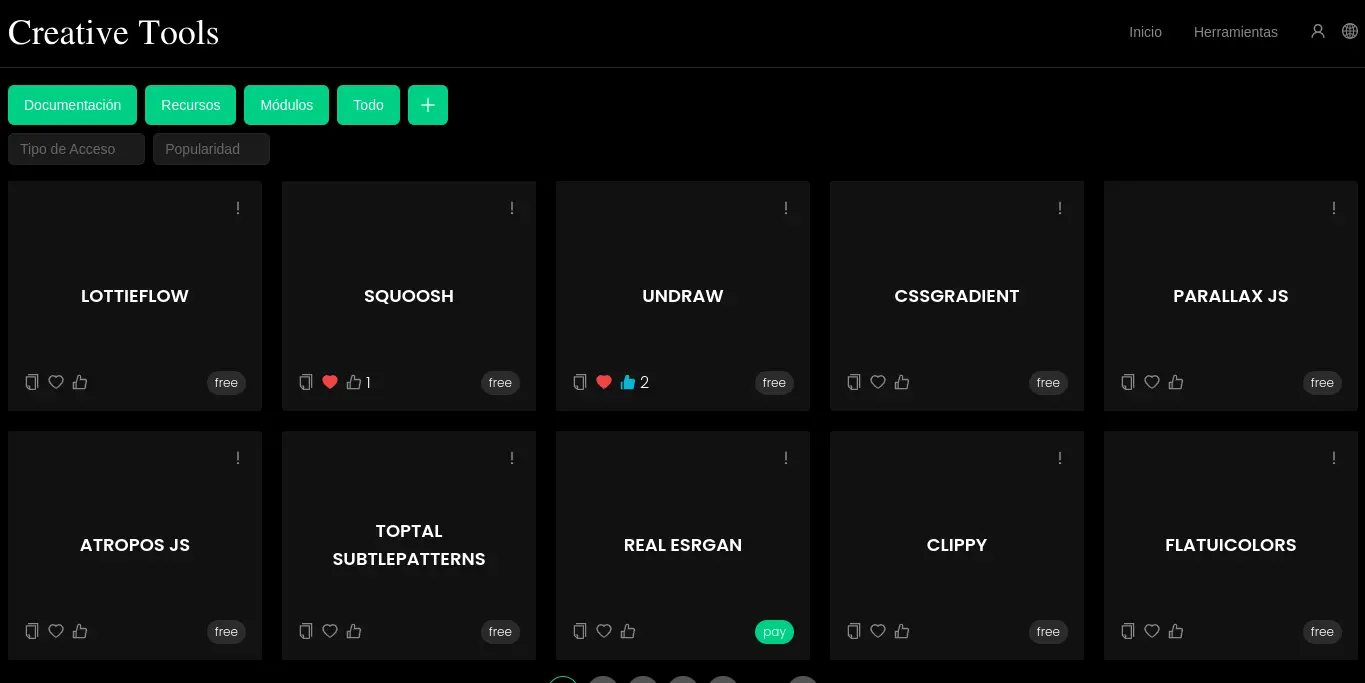 Creative Tools
Inicio
Herramientas
Documentación
Recursos
Módulos
Todo
Tipo de Acceso
Popularidad
!
!
!
!
!
LOTTIEFLOW
SQUOOSH
UNDRAW
CSSGRADIENT
PARALLAX JS
free
1
free
2
free
free
free
!
!
!
!
!
ATROPOS JS
TOPTAL
SUBTLEPATTERNS
REAL ESRGAN
CLIPPY
FLATUICOLORS
free
free
pay
free
free